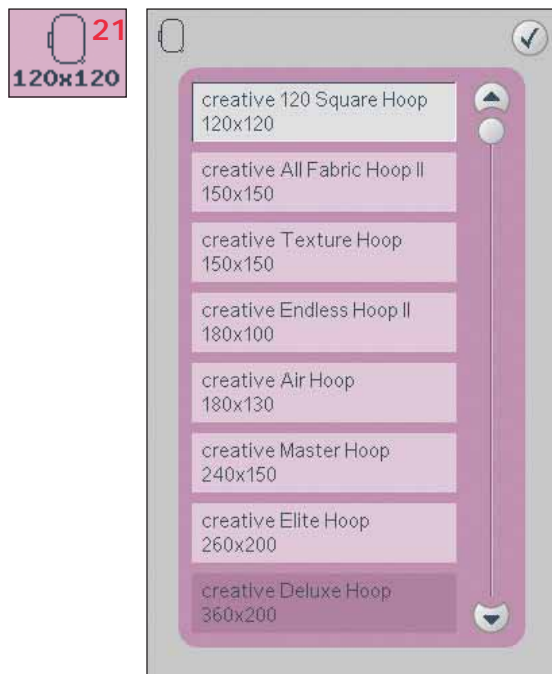 21
120x120
creative 120 Square Hoop
120x120
creative All Fabric Hoop II
150x150
creative Texture Hoop
150x150
creative Endless Hoop II
180x100
creative Air Hoop
180x130
creative Master Hoop
240x150
creative Elite Hoop
260x200
creative Deluxe Hoop
360x200